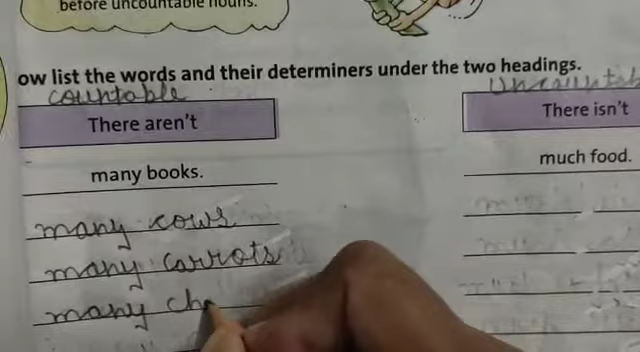 before uncountable nouns.
ow list the words and their determiners under the two headings.
countable
There aren't
many books.
many cows
many carrots
many ch
There isn't
much food.